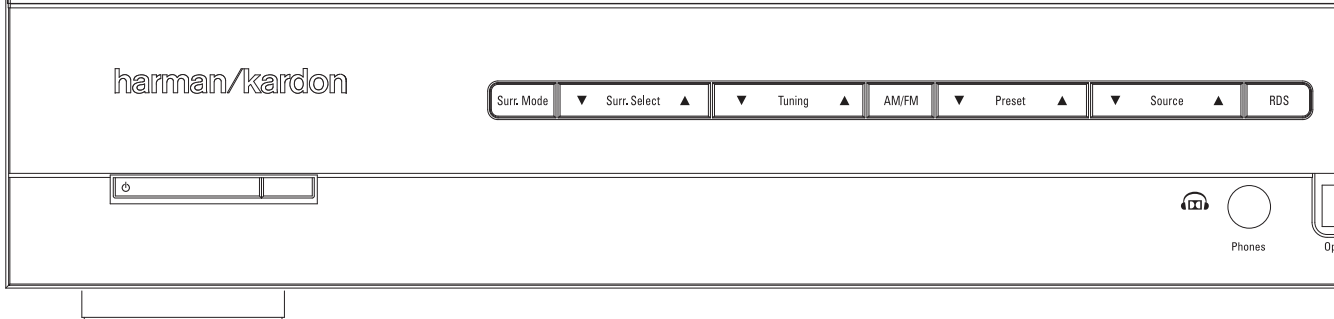 harman/kardon
Surr. Mode ▼ Surr. Select ▲ ▼ Tuning ▲ AM/FM ▼ Preset ▲ ▼ Source ▲ RDS
Phones